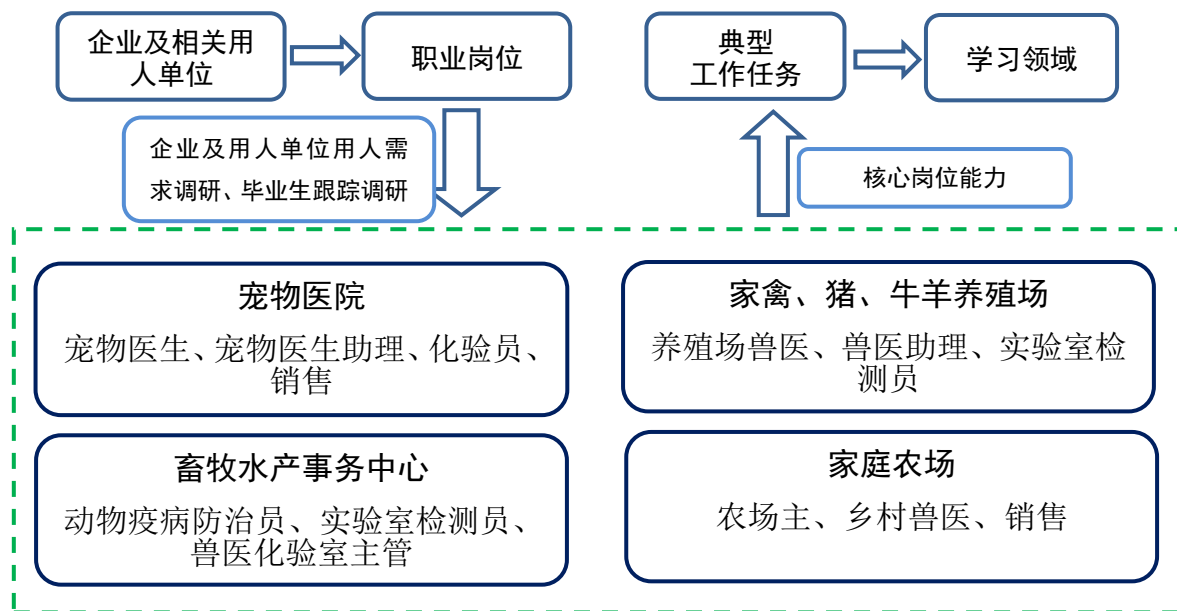 企业及相关用
人单位
职业岗位
典型
工作任务
学习领域
企业及用人单位用人需
求调研、毕业生跟踪调研
核心岗位能力
宠物医院
宠物医生、宠物医生助理、化验员、
销售
家禽、猪、牛羊养殖场
养殖场兽医、兽医助理、实验室检
测员
畜牧水产事务中心
动物疫病防治员、实验室检测员、
兽医化验室主管
家庭农场
农场主、乡村兽医、销售